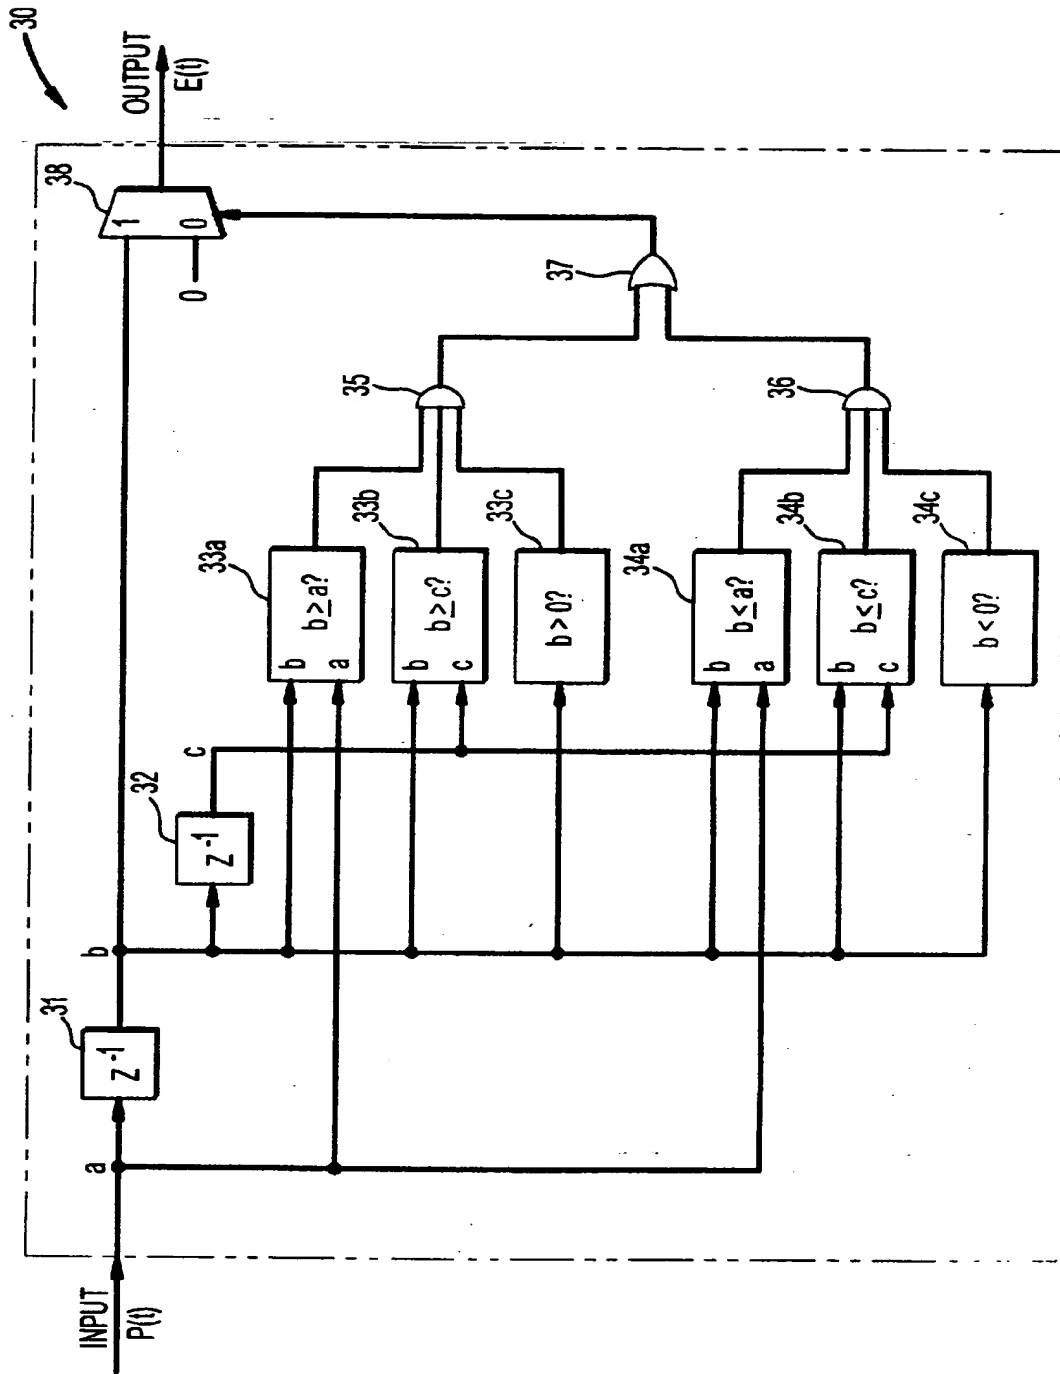 30
INPUT
P(t)
a
31
Z⁻¹
b
32
Z⁻¹
c
33a
b
a
b ≥ a?
33b
b
c
b ≥ c?
33c
b > 0?
34a
b
a
b ≤ a?
34b
b
c
b ≤ c?
34c
b < 0?
35
36
37
38
1
0
0
OUTPUT
E(t)